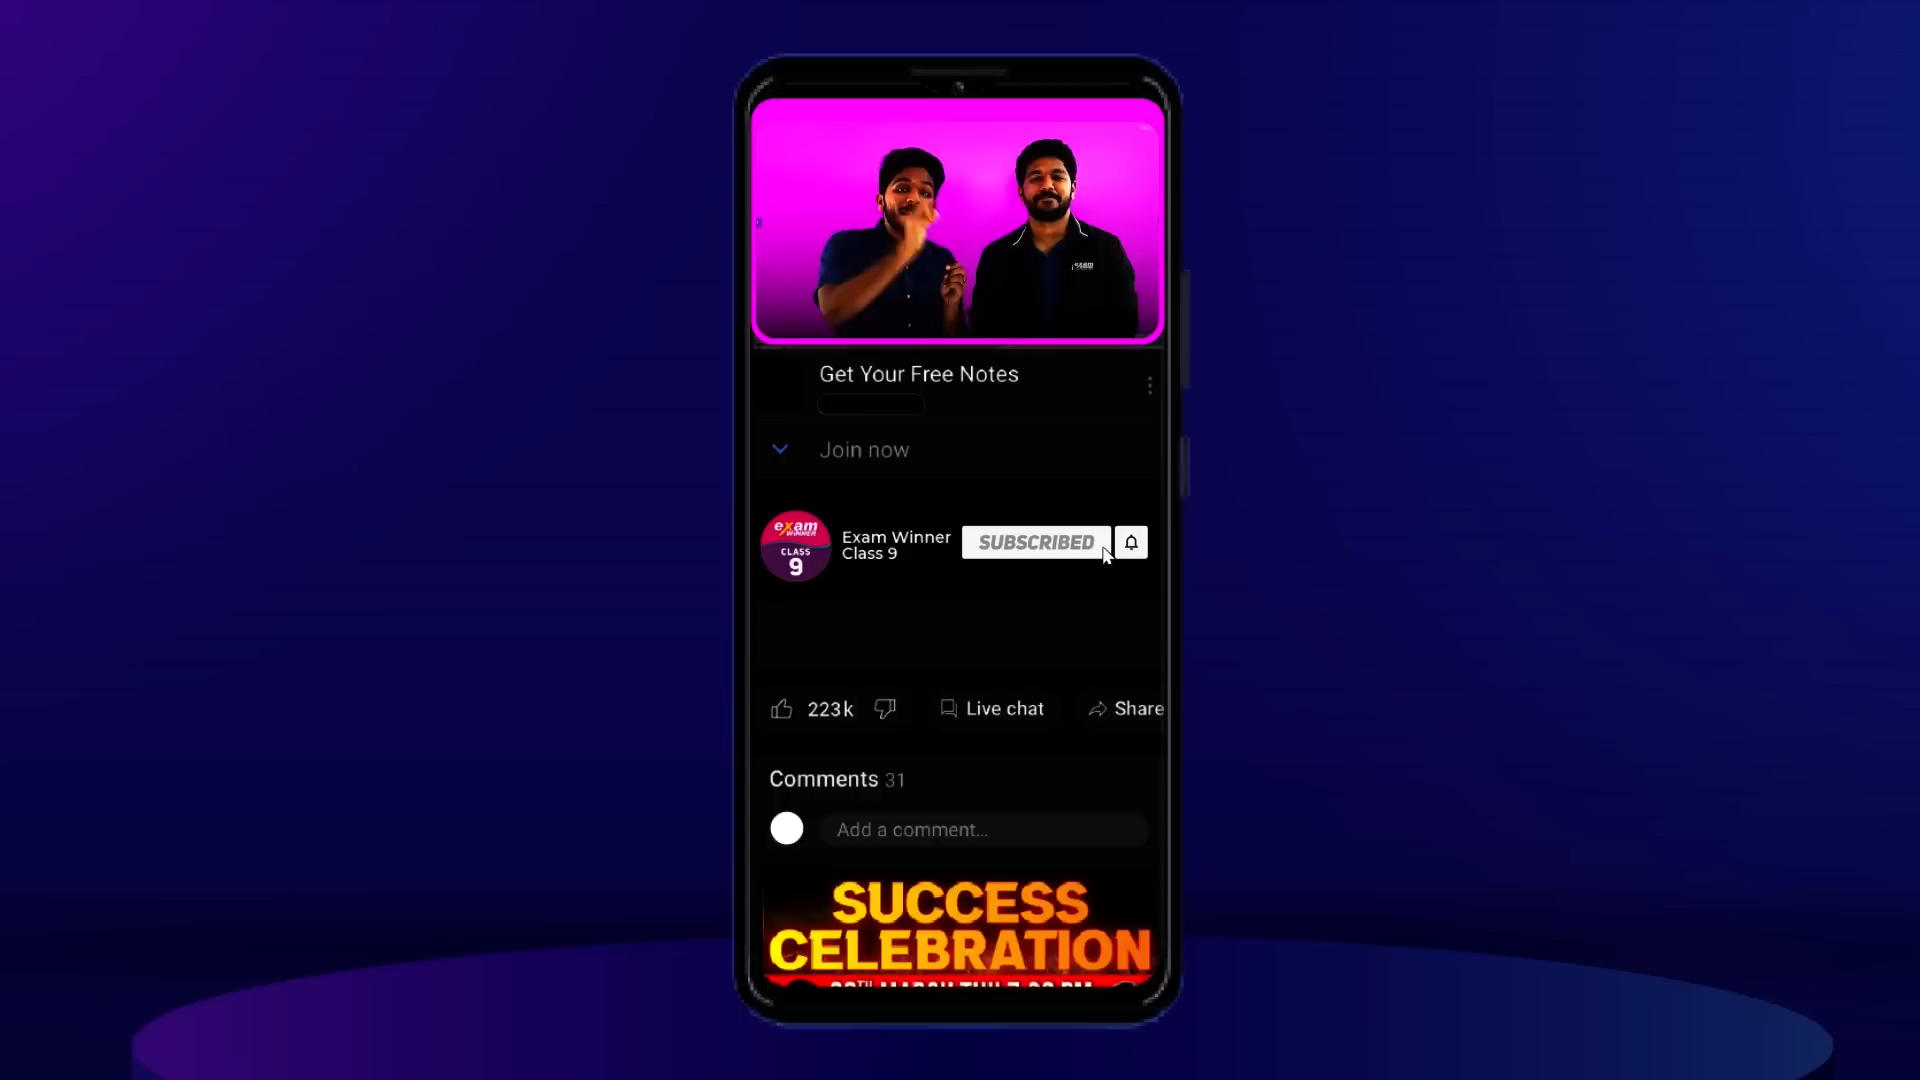 exam
Get Your Free Notes
Join now
exam
WINNER
CLASS
9
Exam Winner
Class 9
SUBSCRIBED
223k
Live chat
Share
Comments 31
Add a comment...
SUCCESS
CELEBRATION